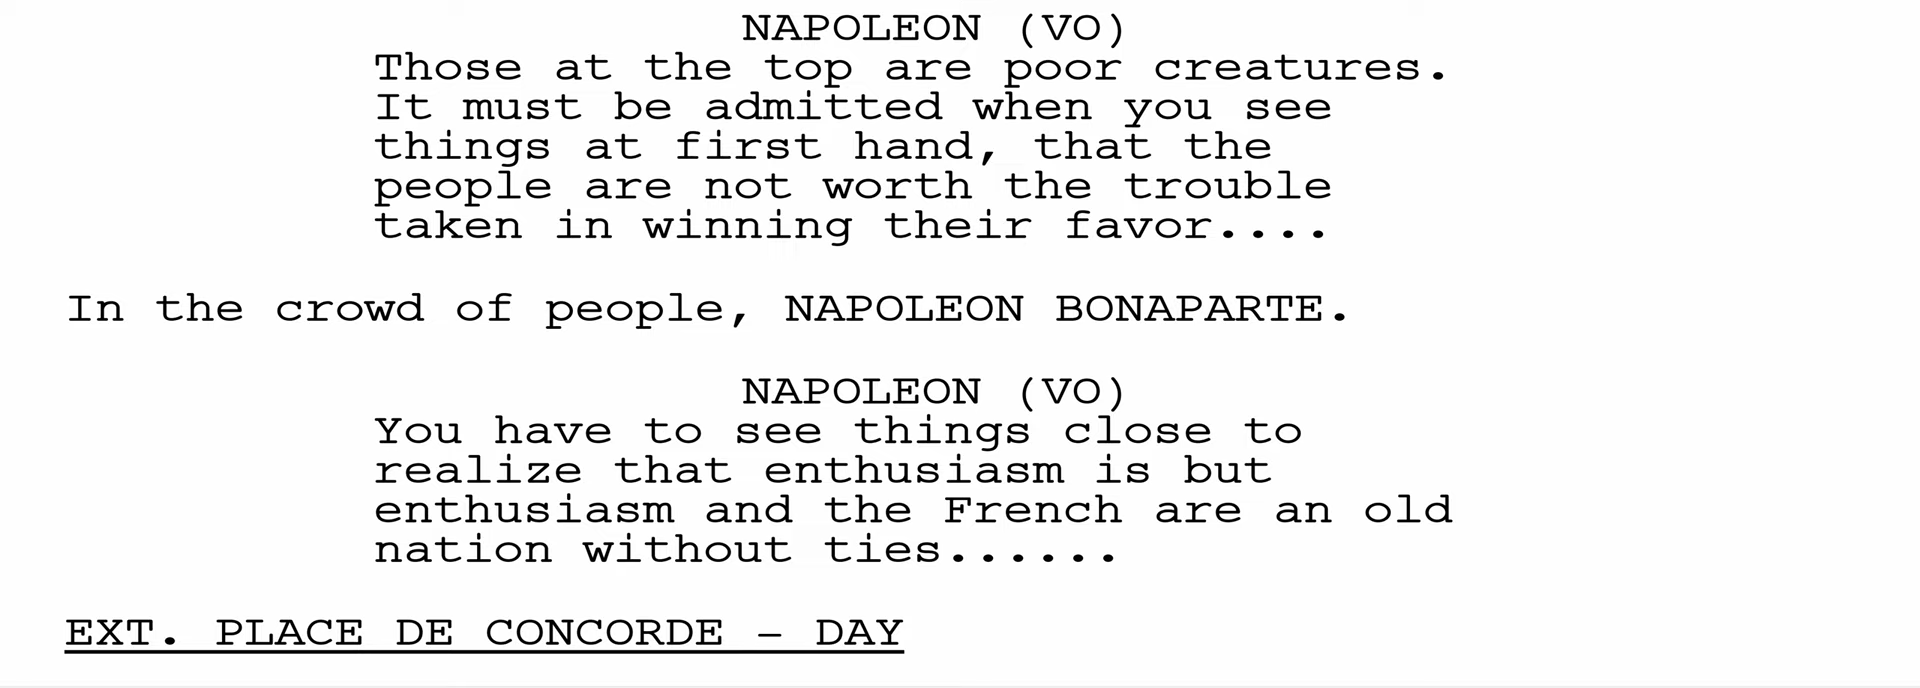 NAPOLEON (VO)
Those at the top are poor creatures.
It must be admitted when you see
things at first hand, that the
people are not worth the trouble
taken in winning their favor....
In the crowd of people, NAPOLEON BONAPARTE.
NAPOLEON (VO)
You have to see things close to
realize that enthusiasm is but
enthusiasm and the French are an old
nation without ties......
EXT. PLACE DE CONCORDE – DAY